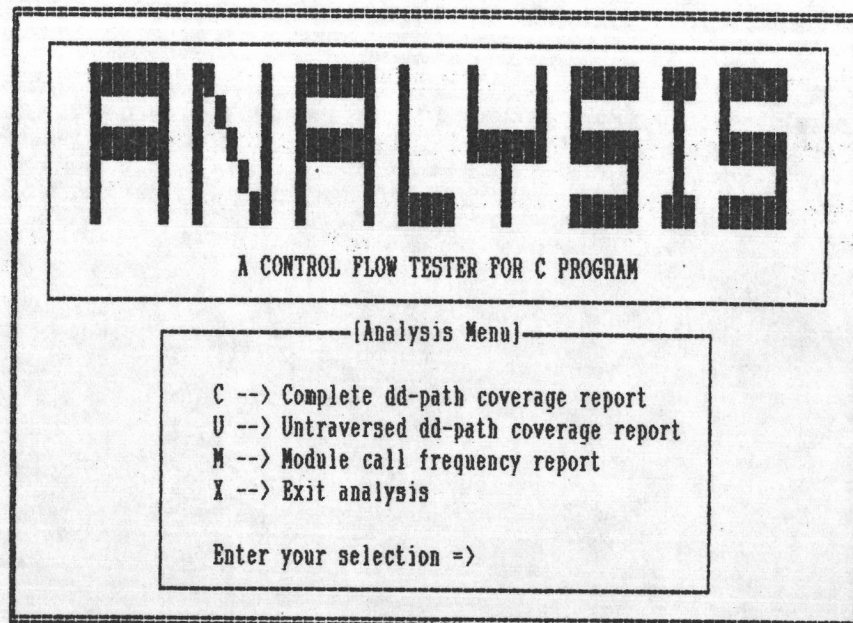 ANALYSIS
A CONTROL FLOW TESTER FOR C PROGRAM
[Analysis Menu]
C --> Complete dd-path coverage report
U --> Untraversed dd-path coverage report
M --> Module call frequency report
X --> Exit analysis
Enter your selection =>